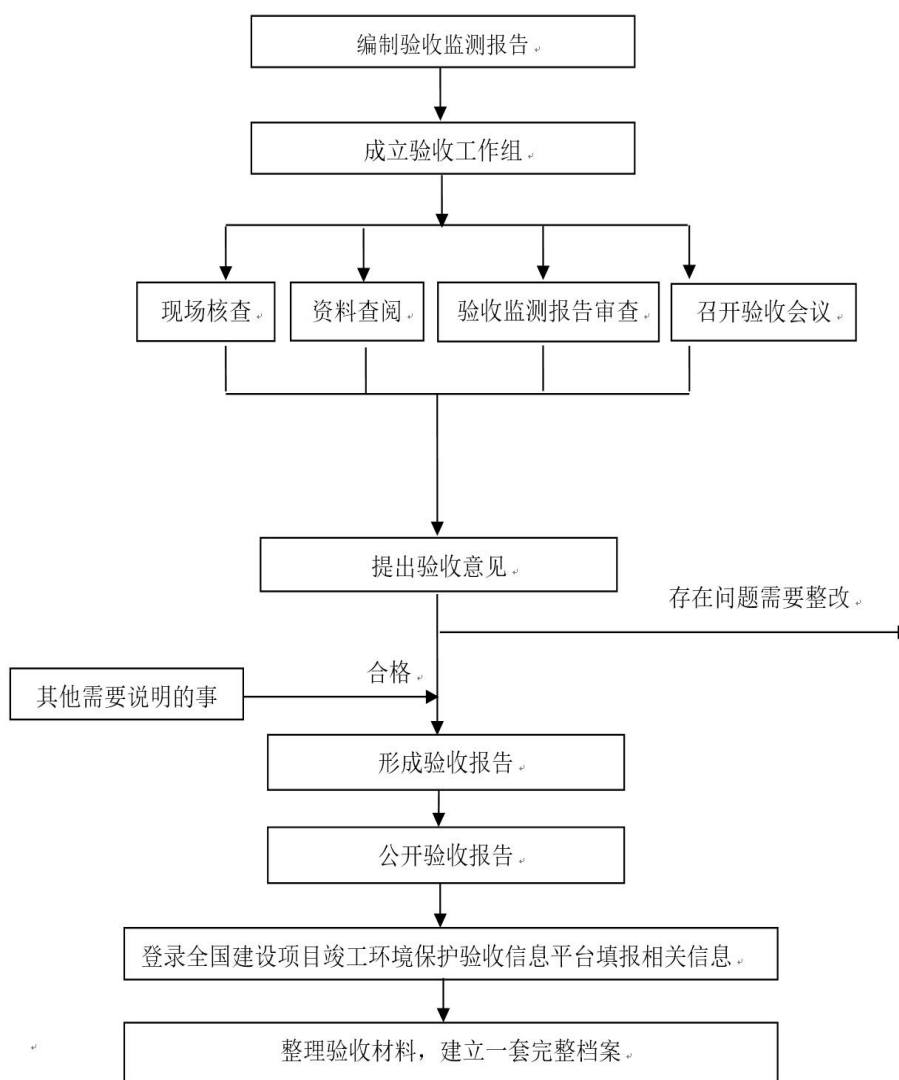 编制验收监测报告
成立验收工作组
现场核查
资料查阅
验收监测报告审查
召开验收会议
提出验收意见
存在问题需要整改
合格
其他需要说明的事
形成验收报告
公开验收报告
登录全国建设项目竣工环境保护验收信息平台填报相关信息
整理验收材料，建立一套完整档案